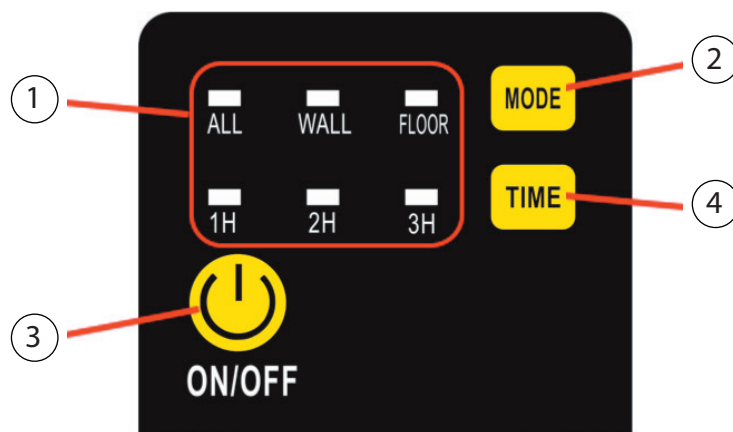 1
ALL WALL FLOOR
MODE
2
1H 2H 3H
TIME
4
3
ON/OFF